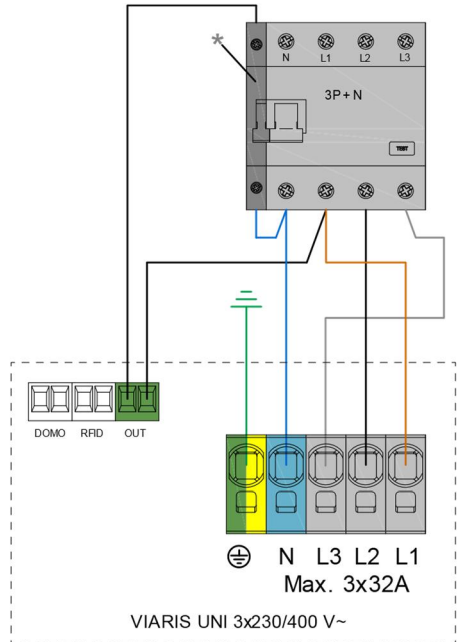 *
N L1 L2 L3
3P+N
TEST
DOMO RFID OUT
N L3 L2 L1
Max. 3x32A
VIARIS UNI 3x230/400 V~